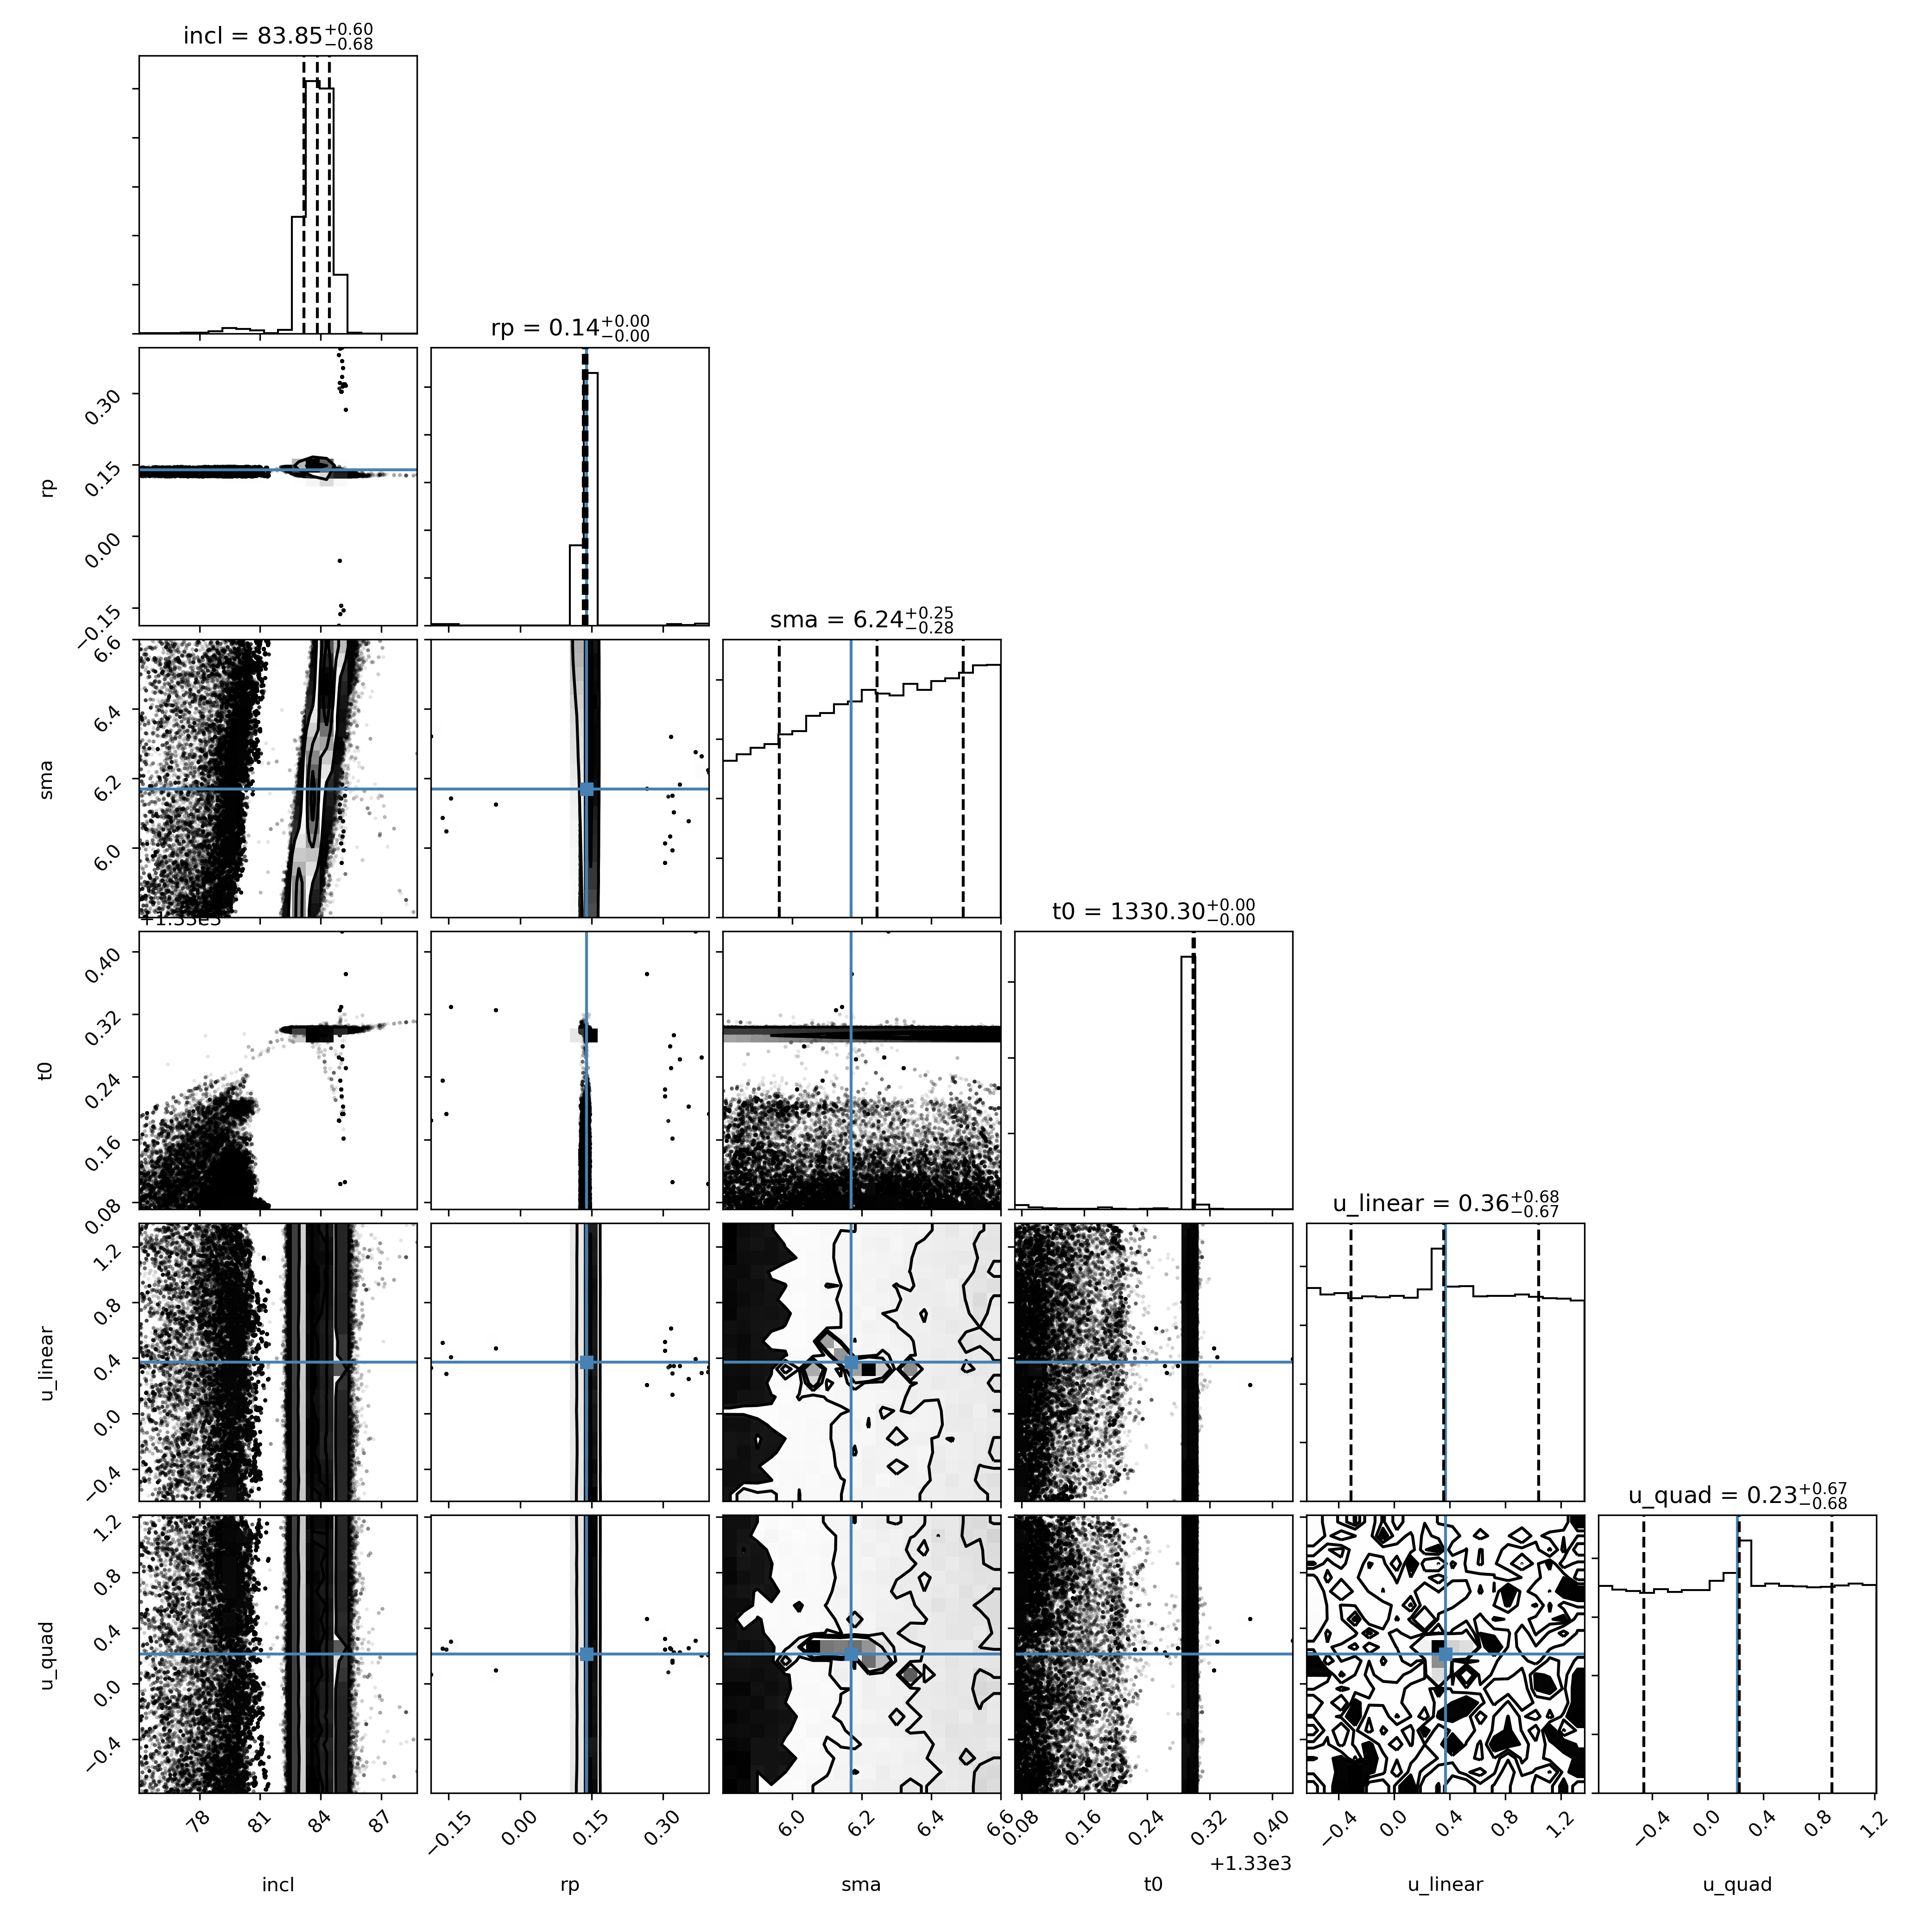 incl = 83.85 +0.60 −0.68
rp = 0.14 +0.00 −0.00
rp
0.30
0.15
0.00
−0.15
sma = 6.24 +0.25 −0.28
sma
6.6
6.4
6.2
6.0
+1.33e3
t0 = 1330.30 +0.00 −0.00
t0
0.40
0.32
0.24
0.16
0.08
u_linear = 0.36 +0.68 −0.67
u_linear
1.2
0.8
0.4
0.0
−0.4
u_quad = 0.23 +0.67 −0.68
u_quad
1.2
0.8
0.4
0.0
−0.4
78 81 84 87
−0.15 0.00 0.15 0.30
6.0 6.2 6.4 6.6
0.08 0.16 0.24 0.32 0.40
−0.4 0.0 0.4 0.8 1.2
−0.4 0.0 0.4 0.8 1.2
+1.33e3
incl rp sma t0 u_linear u_quad